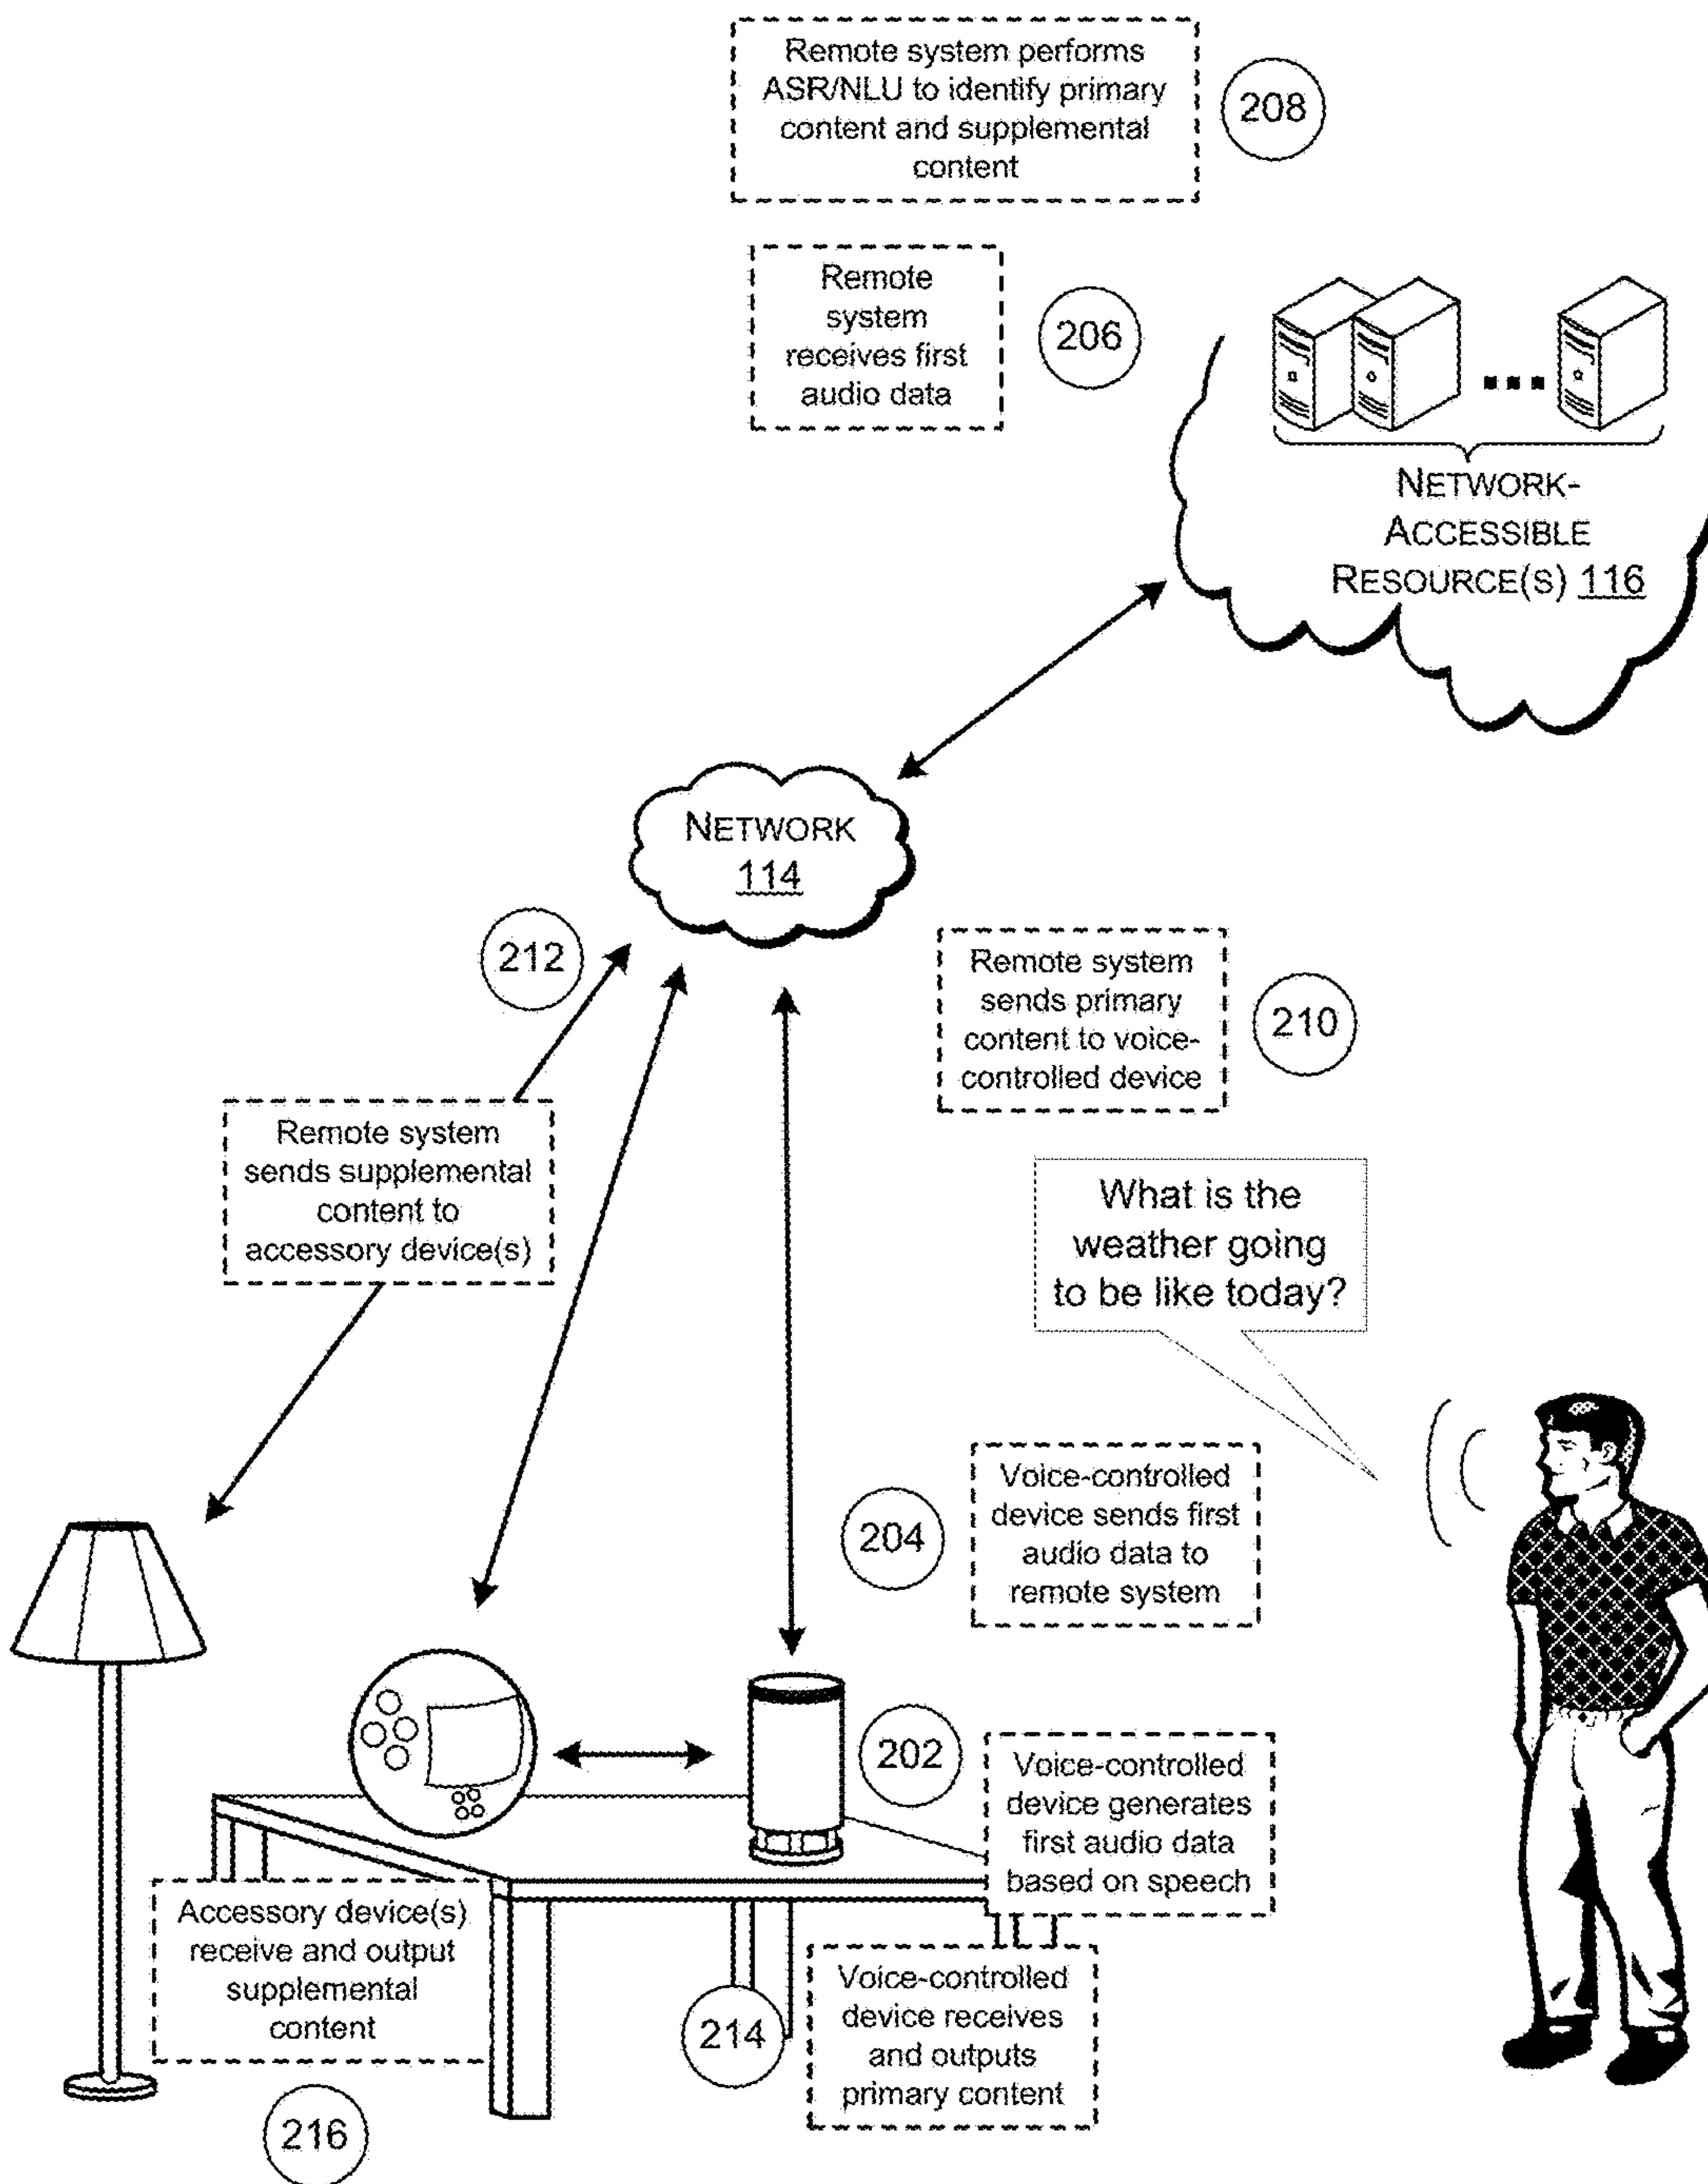 Remote system performs
ASR/NLU to identify primary
content and supplemental
content
208
Remote
system
receives first
audio data
206
NETWORK-
ACCESSIBLE
RESOURCE(S) 116
NETWORK
114
212
Remote system
sends primary
content to voice-
controlled device
210
Remote system
sends supplemental
content to
accessory device(s)
What is the
weather going
to be like today?
204
Voice-controlled
device sends first
audio data to
remote system
202
Voice-controlled
device generates
first audio data
based on speech
Accessory device(s)
receive and output
supplemental
content
216
214
Voice-controlled
device receives
and outputs
primary content